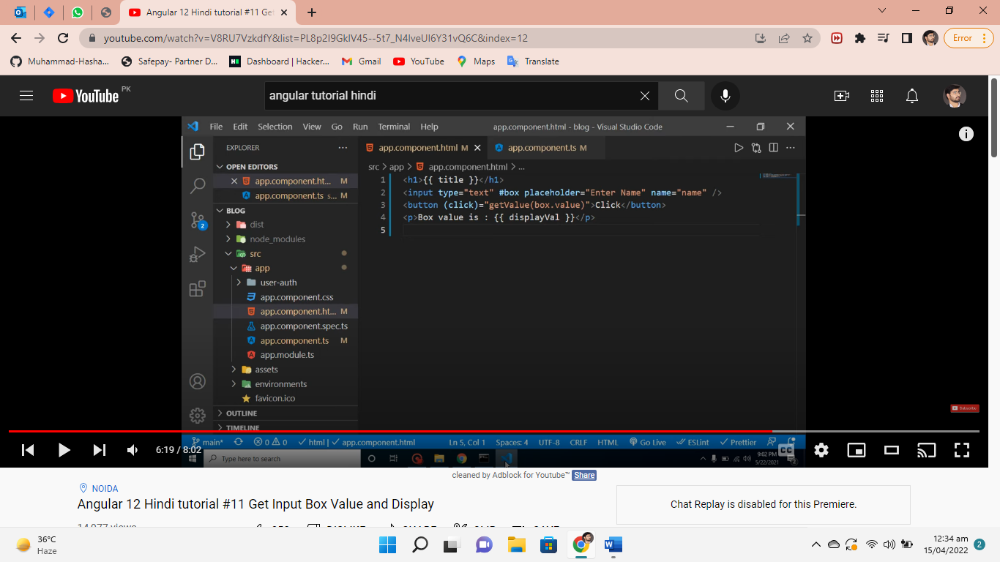 Angular 12 Hindi tutorial #11 Get
youtube.com/watch?v=V8RU7VzkdfY&list=PL8p2I9GklV45--5t7_N4lveUI6Y31vQ6C&index=12
Error
Muhammad-Hasha...
Safepay- Partner D...
Dashboard | Hacker...
Gmail
YouTube
Maps
Translate
YouTube PK
angular tutorial hindi
File Edit Selection View Go Run Terminal Help
app.component.html - blog - Visual Studio Code
EXPLORER
app.component.html M
app.component.ts M
OPEN EDITORS
src > app > app.component.html > ...
app.component.ht... M
app.component.ts s... M
1 <h1>{{ title }}</h1>
2 <input type="text" #box placeholder="Enter Name" name="name" />
3 <button (click)="getValue(box.value)">Click</button>
4 <p>Box value is : {{ displayVal }}</p>
5
BLOG
dist
2
node_modules
src
app
user-auth
app.component.css
app.component.ht... M
app.component.spec.ts
app.component.ts M
app.module.ts
assets
environments
favicon.ico
OUTLINE
TIMELINE
Subscribe
main*
0 0
html | app.component.html
Ln 5, Col 1
Spaces: 4
UTF-8
CRLF
HTML
Go Live
ESLint
Prettier
6:19 / 8:02
CC
Type here to search
9:02 PM
5/22/2021
2
cleaned by Adblock for Youtube™ Share
NOIDA
Angular 12 Hindi tutorial #11 Get Input Box Value and Display
Chat Replay is disabled for this Premiere.
36°C
Haze
12:34 am
15/04/2022
2